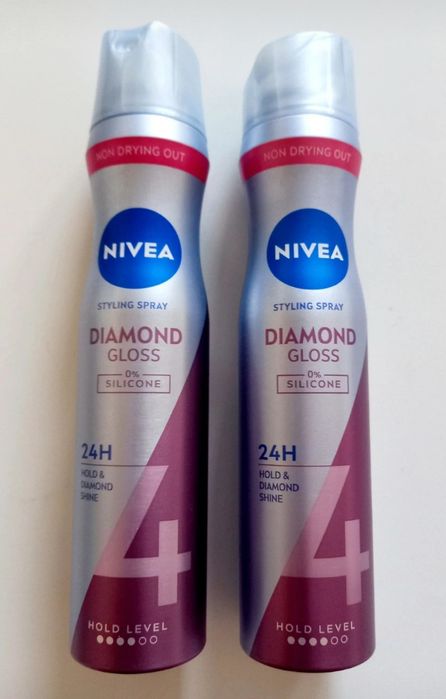 NON DRYING OUT
NIVEA
STYLING SPRAY
DIAMOND
GLOSS
0%
SILICONE
24H
HOLD &
DIAMOND
SHINE
4
HOLD LEVEL
NON DRYING OUT
NIVEA
STYLING SPRAY
DIAMOND
GLOSS
0%
SILICONE
24H
HOLD &
DIAMOND
SHINE
4
HOLD LEVEL